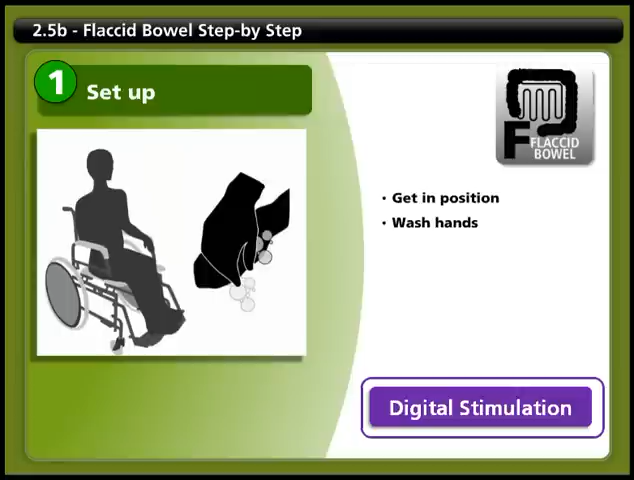 2.5b - Flaccid Bowel Step-by Step
1 Set up
F FLACCID
BOWEL
• Get in position
• Wash hands
Digital Stimulation